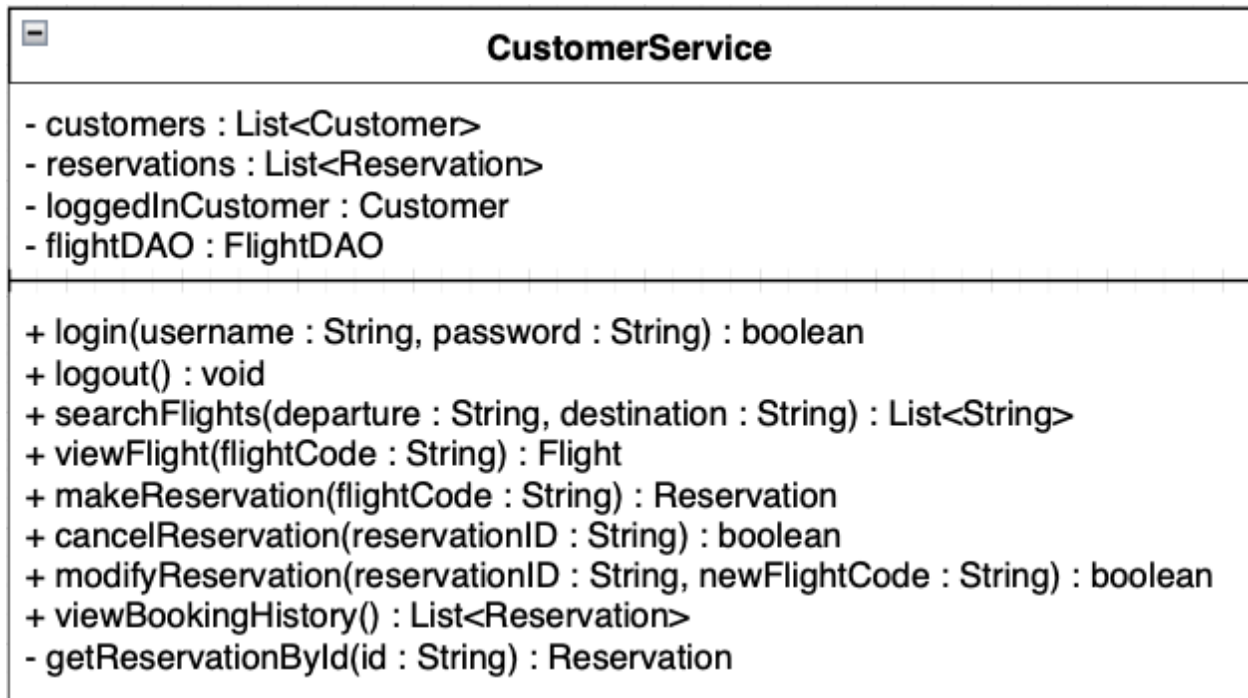 CustomerService
- customers : List<Customer>
- reservations : List<Reservation>
- loggedInCustomer : Customer
- flightDAO : FlightDAO
+ login(username : String, password : String) : boolean
+ logout() : void
+ searchFlights(departure : String, destination : String) : List<String>
+ viewFlight(flightCode : String) : Flight
+ makeReservation(flightCode : String) : Reservation
+ cancelReservation(reservationID : String) : boolean
+ modifyReservation(reservationID : String, newFlightCode : String) : boolean
+ viewBookingHistory() : List<Reservation>
- getReservationById(id : String) : Reservation